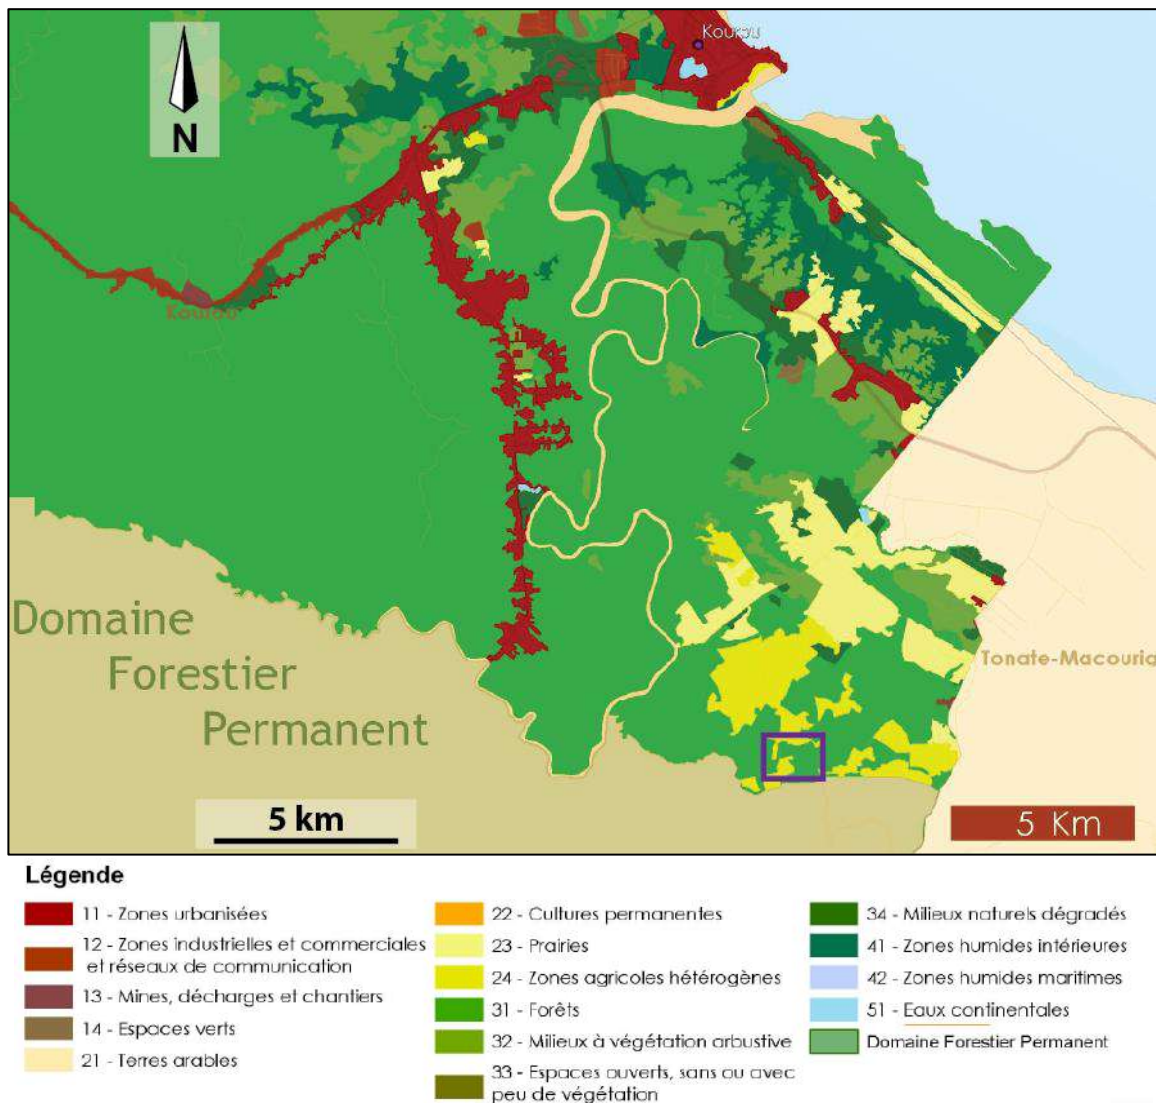 Kourou
N
Kourou
Domaine
Forestier
Permanent
Tonate-Macouria
5 km
5 Km
Légende
11 - Zones urbanisées
12 - Zones industrielles et commerciales
et réseaux de communication
13 - Mines, décharges et chantiers
14 - Espaces verts
21 - Terres arables
22 - Cultures permanentes
23 - Prairies
24 - Zones agricoles hétérogènes
31 - Forêts
32 - Milieux à végétation arbustive
33 - Espaces ouverts, sans ou avec
peu de végétation
34 - Milieux naturels dégradés
41 - Zones humides intérieures
42 - Zones humides maritimes
51 - Eaux continentales
Domaine Forestier Permanent